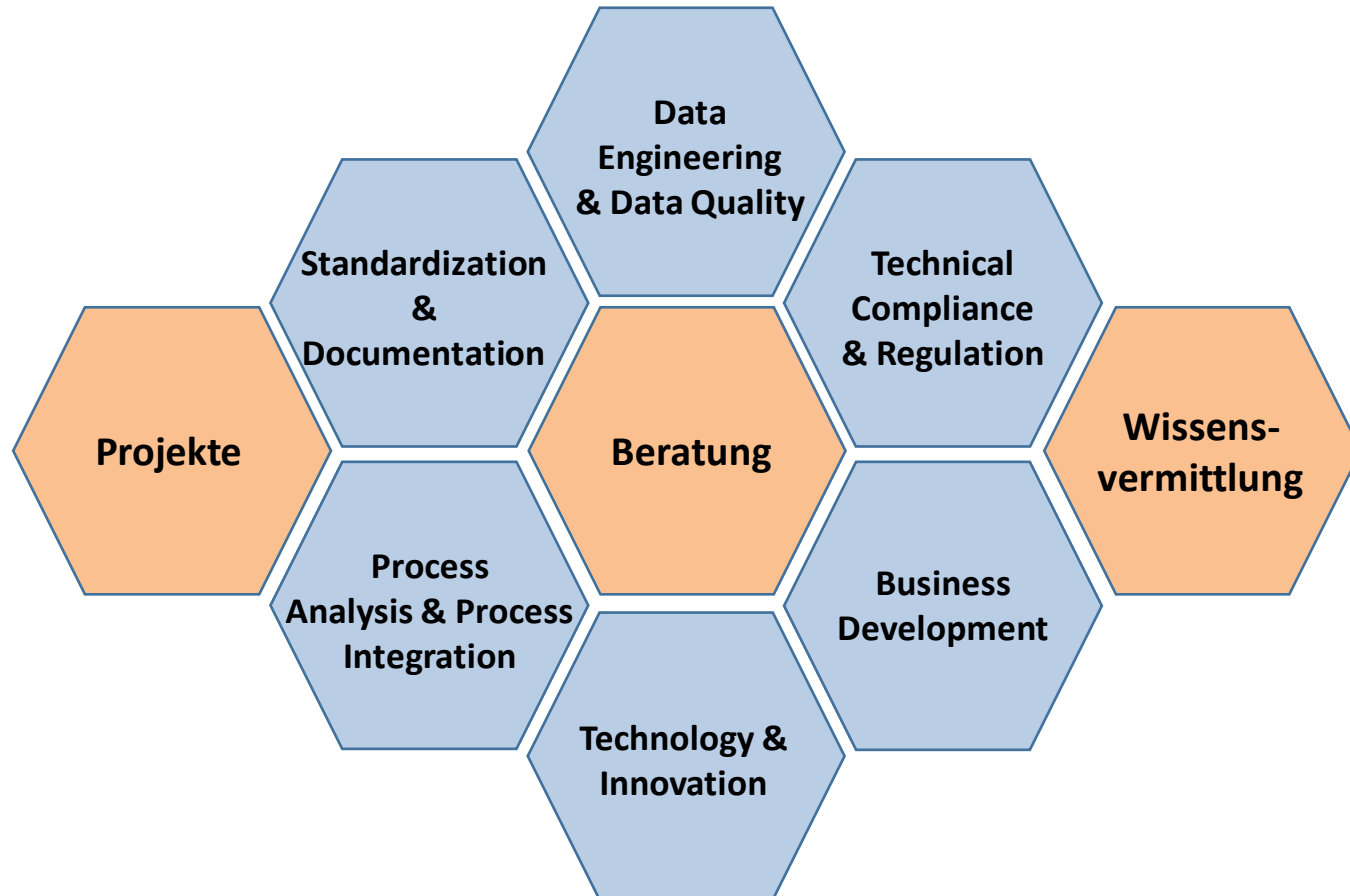 Data
Engineering
& Data Quality
Standardization
&
Documentation
Technical
Compliance
& Regulation
Projekte
Beratung
Wissens-
vermittlung
Process
Analysis & Process
Integration
Business
Development
Technology &
Innovation